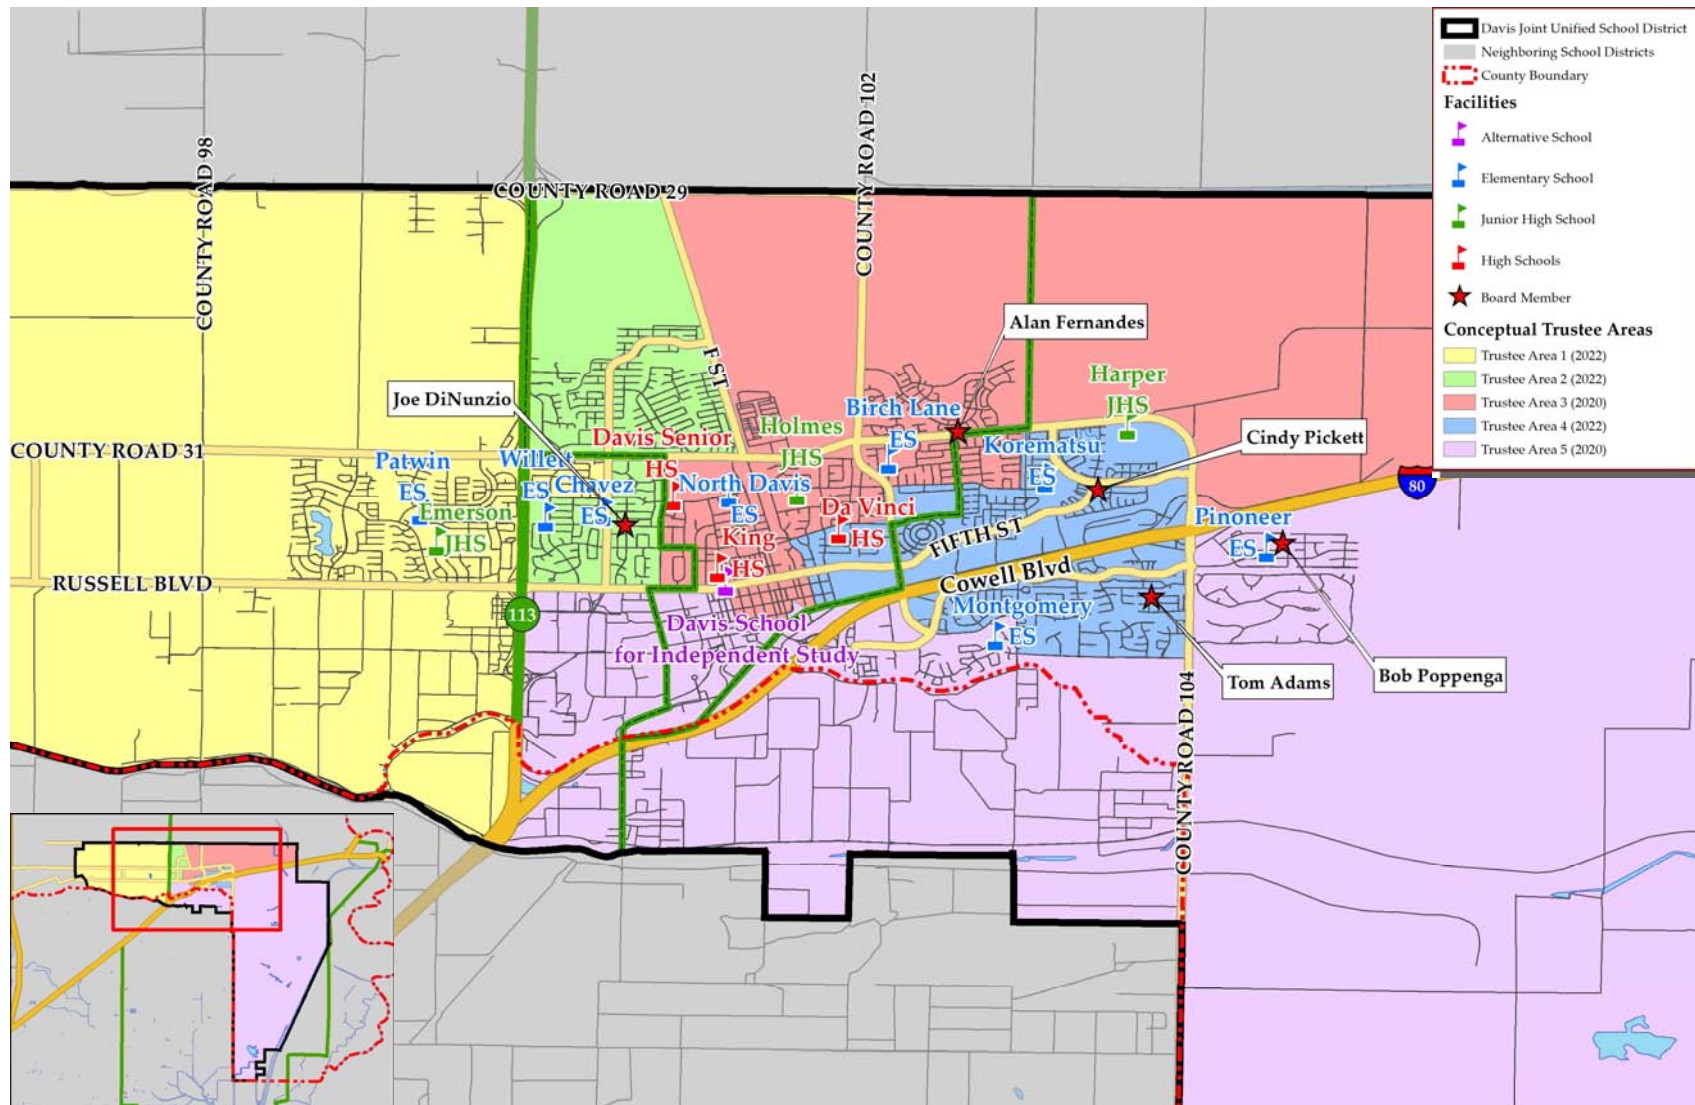 Davis Joint Unified School District
Neighboring School Districts
County Boundary
Facilities
Alternative School
Elementary School
Junior High School
High Schools
Board Member
Conceptual Trustee Areas
Trustee Area 1 (2022)
Trustee Area 2 (2022)
Trustee Area 3 (2020)
Trustee Area 4 (2022)
Trustee Area 5 (2020)
COUNTY ROAD 98
COUNTY ROAD 29
COUNTY ROAD 102
F ST
Alan Fernandes
Joe DiNunzio
Harper
JHS
Birch Lane
ES
Cindy Pickett
COUNTY ROAD 31
Davis Senior
HS
Holmes
JHS
Korematsu
ES
Patwin
ES
Willett
ES
Chavez
ES
North Davis
ES
80
Emerson
JHS
Da Vinci
HS
Pinoneer
ES
King
HS
FIFTH ST
Cowell Blvd
RUSSELL BLVD
113
Montgomery
ES
Davis School
for Independent Study
Tom Adams
Bob Poppenga
COUNTY ROAD 104